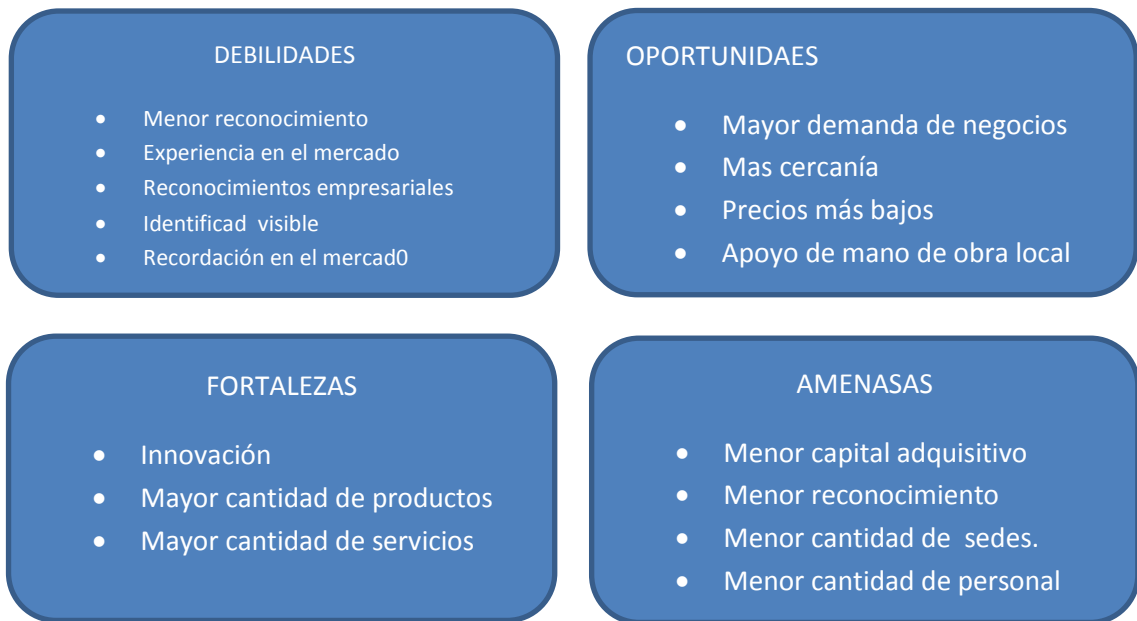 DEBILIDADES
• Menor reconocimiento
• Experiencia en el mercado
• Reconocimientos empresariales
• Identificad  visible
• Recordación en el mercad0
OPORTUNIDAES
• Mayor demanda de negocios
• Mas cercanía
• Precios más bajos
• Apoyo de mano de obra local
FORTALEZAS
• Innovación
• Mayor cantidad de productos
• Mayor cantidad de servicios
AMENASAS
• Menor capital adquisitivo
• Menor reconocimiento
• Menor cantidad de  sedes.
• Menor cantidad de personal